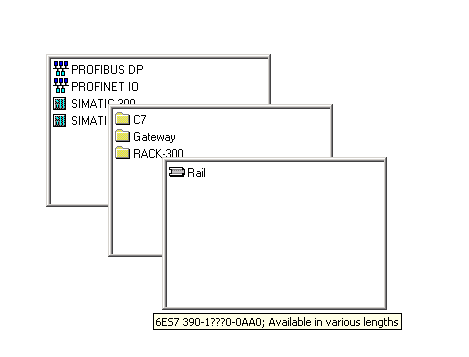 PROFIBUS DP
PROFINET IO
SIMATIC 300
SIMATI
C7
Gateway
RACK-300
Rail
6ES7 390-1???0-0AA0; Available in various lengths